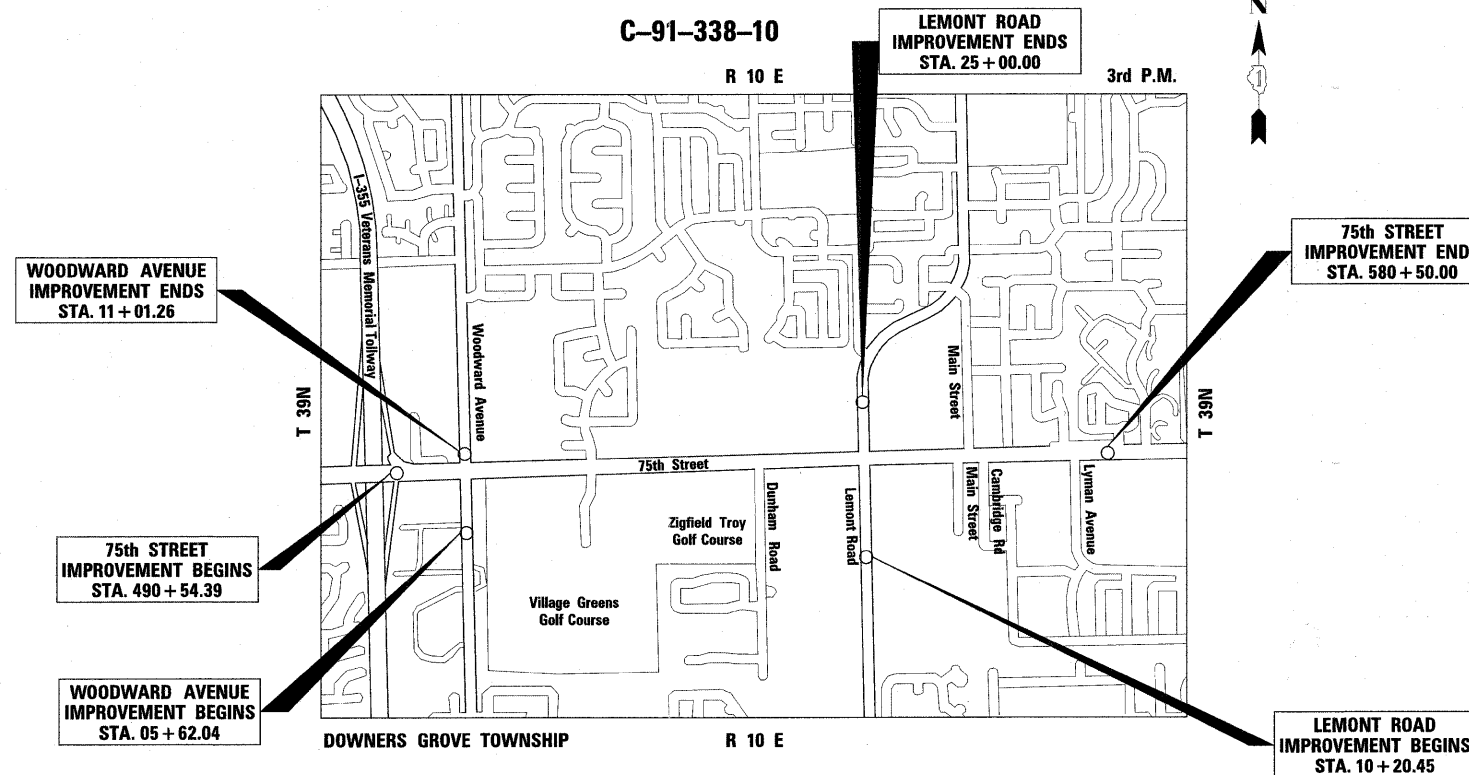 C-91-338-10
N
1
LEMONT ROAD
IMPROVEMENT ENDS
STA. 25+00.00
R 10 E
3rd P.M.
I-355 Veterans Memorial Tollway
75th STREET
IMPROVEMENT END
STA. 580+50.00
WOODWARD AVENUE
IMPROVEMENT ENDS
STA. 11+01.26
Woodward Avenue
Main Street
T 39N
T 39N
75th Street
Dunham Road
Lemont Road
Main Street
Cambridge Rd
Lyman Avenue
Zigfield Troy
Golf Course
75th STREET
IMPROVEMENT BEGINS
STA. 490+54.39
Village Greens
Golf Course
WOODWARD AVENUE
IMPROVEMENT BEGINS
STA. 05+62.04
LEMONT ROAD
IMPROVEMENT BEGINS
STA. 10+20.45
DOWNERS GROVE TOWNSHIP
R 10 E